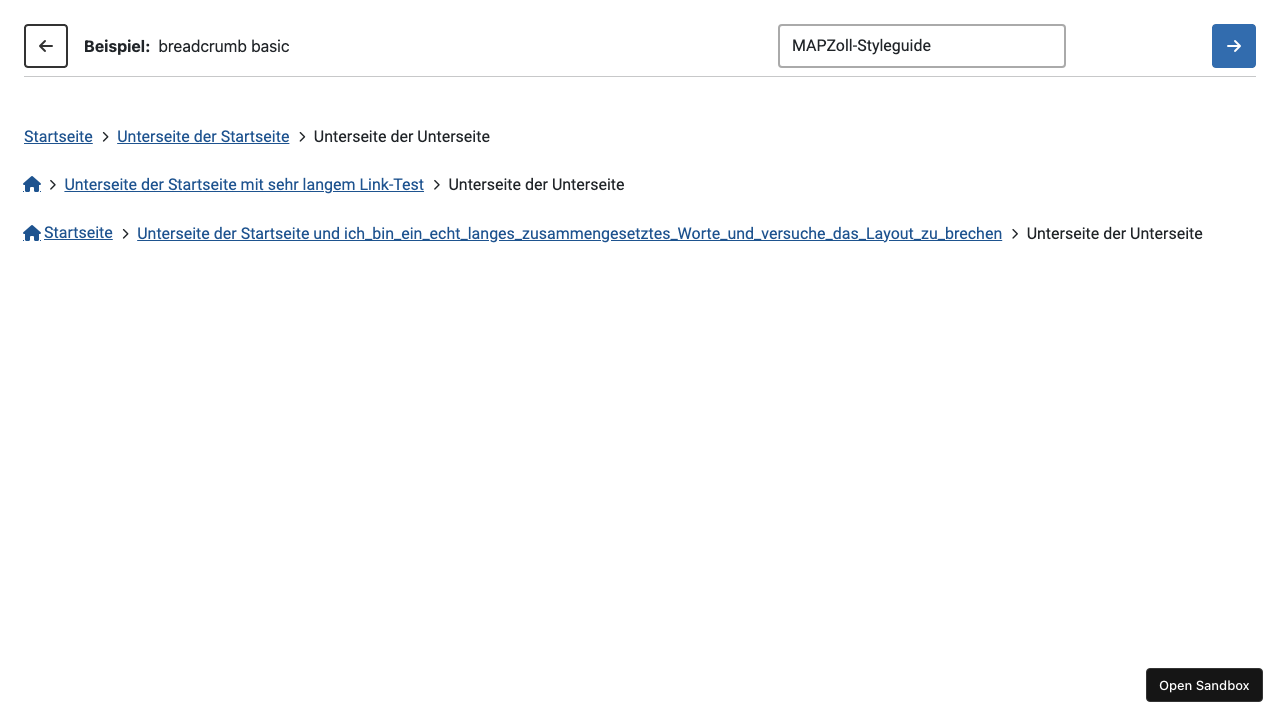 Beispiel: breadcrumb basic MAPZoll-Styleguide
Startseite Unterseite der Startseite Unterseite der Unterseite
Unterseite der Startseite mit sehr langem Link-Test Unterseite der Unterseite
Startseite Unterseite der Startseite und ich_bin_ein_echt_langes_zusammengesetztes_Worte_und_versuche_das_Layout_zu_brechen Unterseite der Unterseite
Open Sandbox